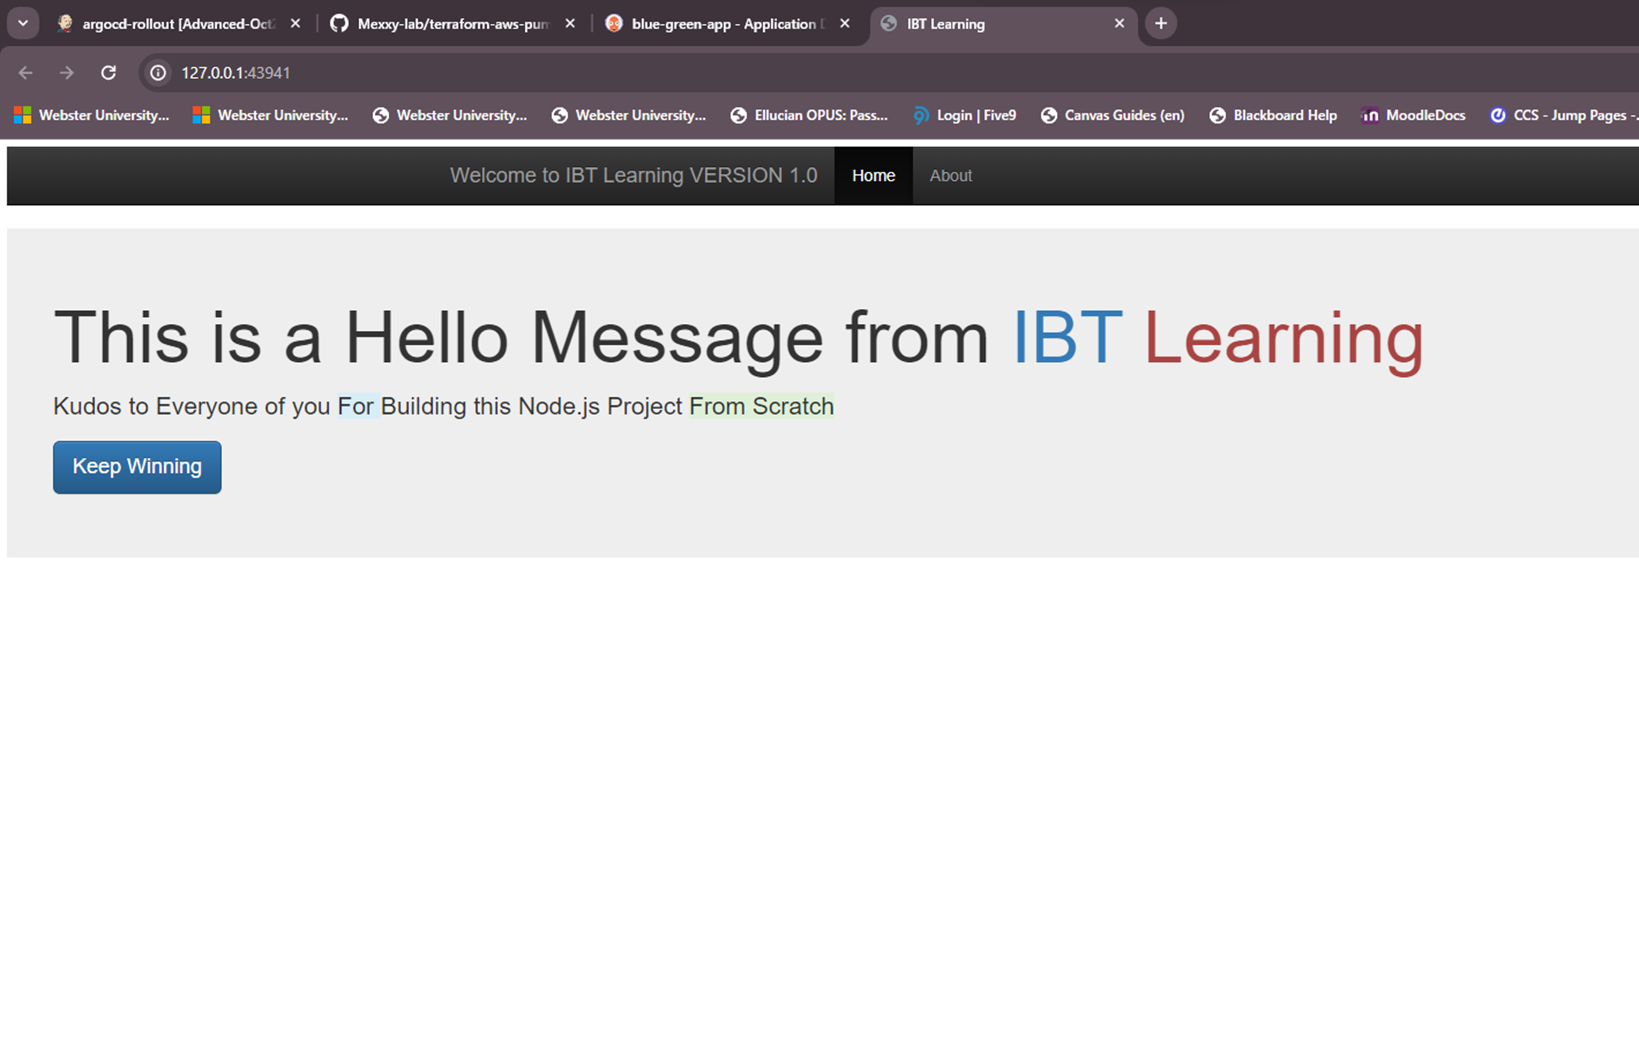 argocd-rollout [Advanced-Oct
Mexxy-lab/terraform-aws-pum
blue-green-app - Application
IBT Learning
127.0.0.1:43941
Webster University...
Webster University...
Webster University...
Webster University...
Ellucian OPUS: Pass...
Login | Five9
Canvas Guides (en)
Blackboard Help
MoodleDocs
CCS - Jump Pages -
Welcome to IBT Learning VERSION 1.0
Home
About
This is a Hello Message from IBT Learning
Kudos to Everyone of you For Building this Node.js Project From Scratch
Keep Winning